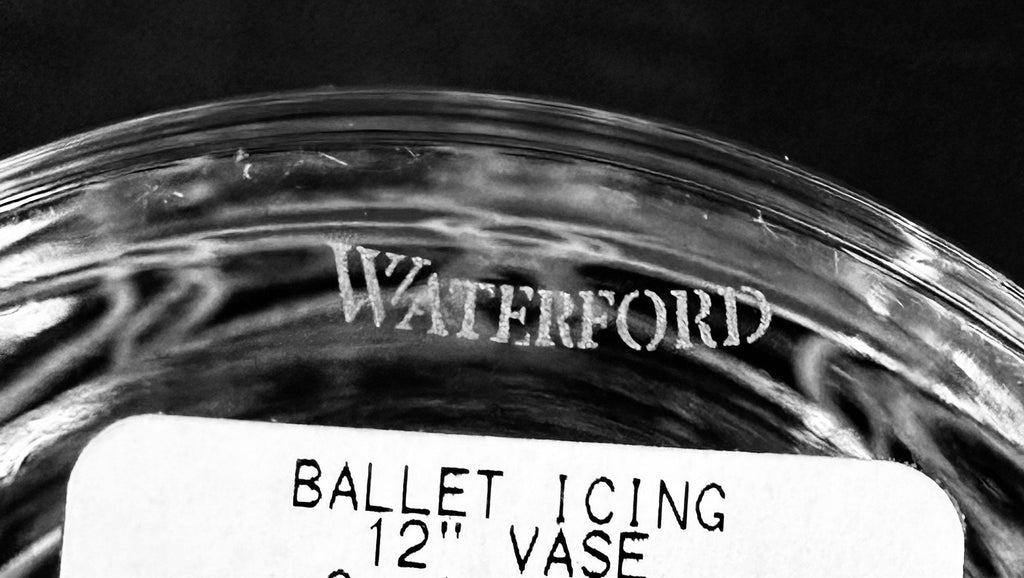 WATERFORD
BALLET ICING
12" VASE